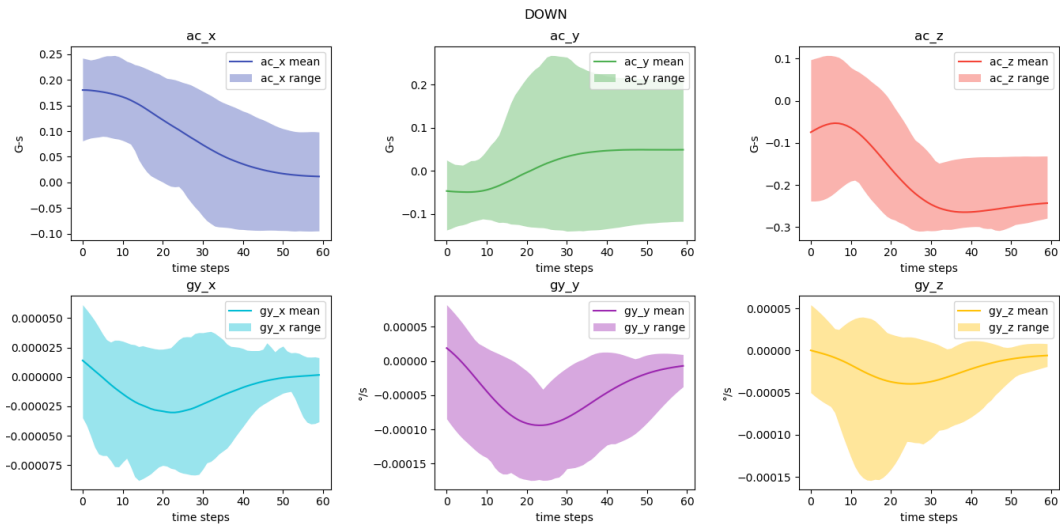 DOWN
ac_x
ac_y
ac_z
0.25
0.20
0.15
0.10
0.05
0.00
−0.05
−0.10
G·s
ac_x mean
ac_x range
0 10 20 30 40 50 60
time steps
0.2
0.1
0.0
−0.1
G·s
ac_y mean
ac_y range
0 10 20 30 40 50 60
time steps
0.1
0.0
−0.1
−0.2
−0.3
G·s
ac_z mean
ac_z range
0 10 20 30 40 50 60
time steps
gy_x
gy_y
gy_z
0.000050
0.000025
0.000000
−0.000025
−0.000050
−0.000075
gy_x mean
gy_x range
0 10 20 30 40 50 60
time steps
0.00005
0.00000
−0.00005
−0.00010
−0.00015
°/s
gy_y mean
gy_y range
0 10 20 30 40 50 60
time steps
0.00005
0.00000
−0.00005
−0.00010
−0.00015
°/s
gy_z mean
gy_z range
0 10 20 30 40 50 60
time steps